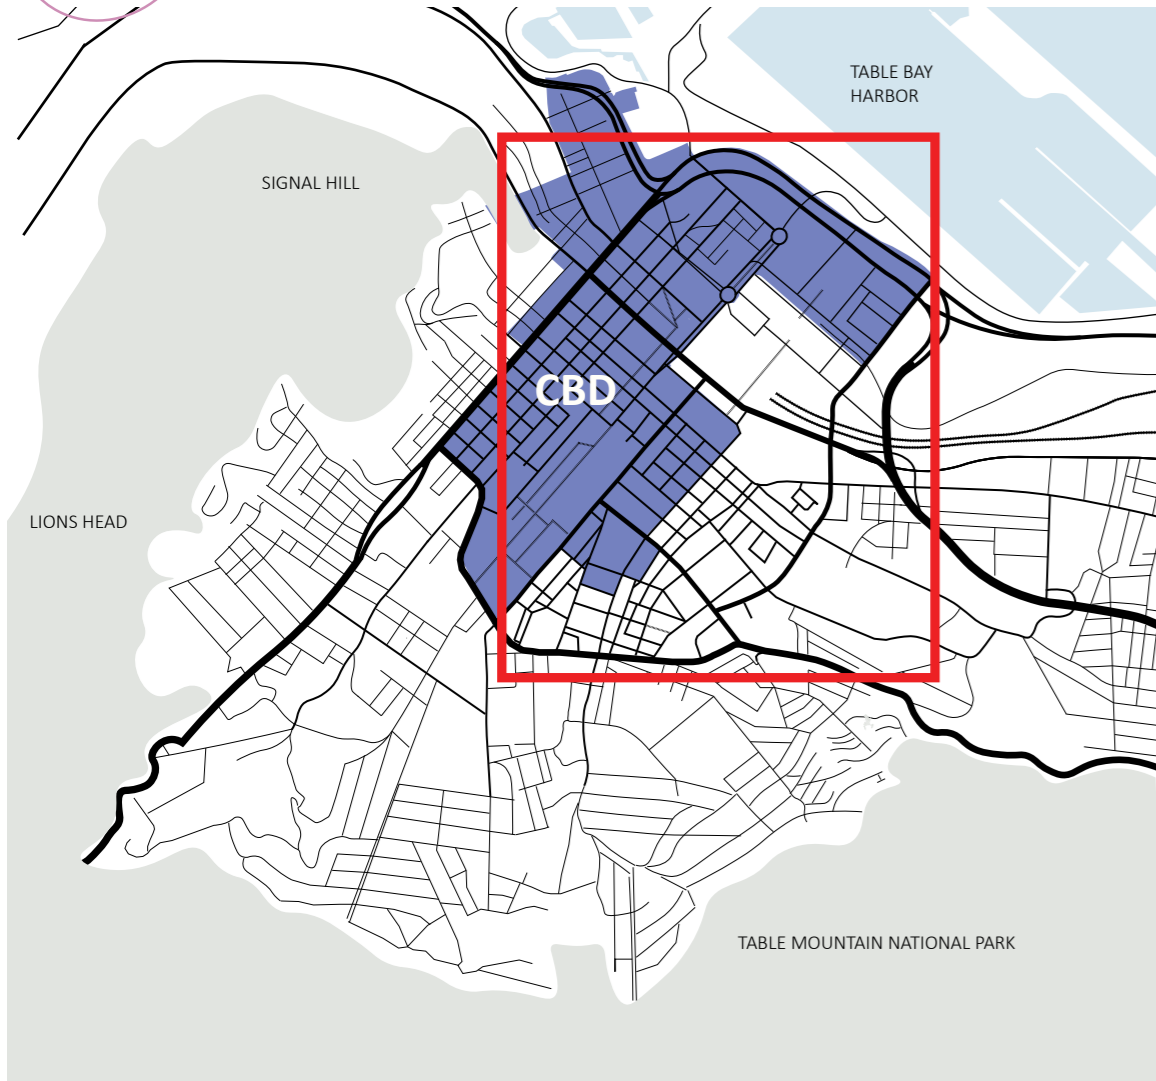 TABLE BAY
HARBOR
SIGNAL HILL
CBD
LIONS HEAD
TABLE MOUNTAIN NATIONAL PARK